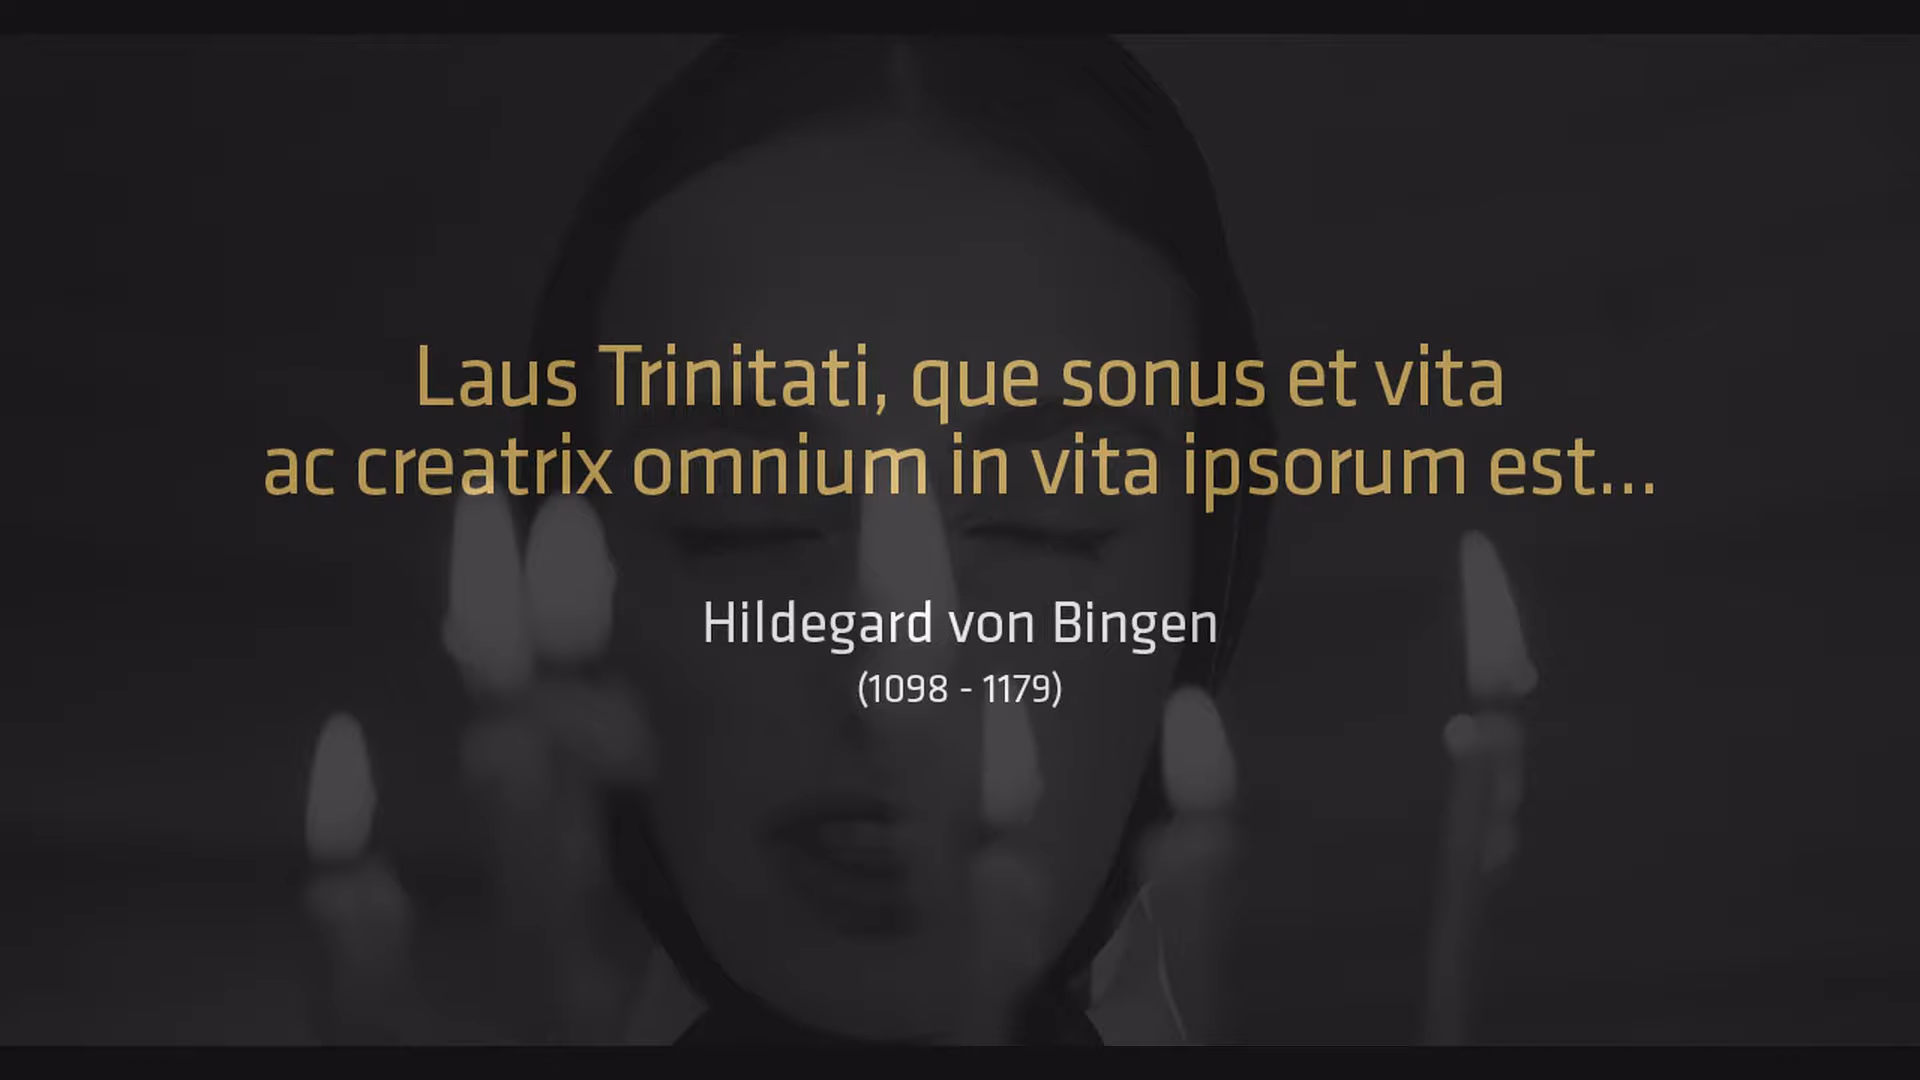 Laus Trinitati, que sonus et vita
ac creatrix omnium in vita ipsorum est...
Hildegard von Bingen
(1098 - 1179)